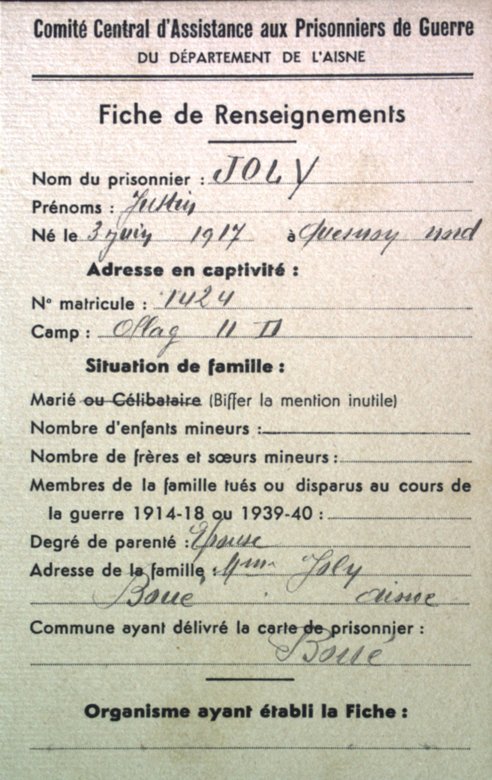 Comité Central d'Assistance aux Prisonniers de Guerre
DU DÉPARTEMENT DE L'AISNE
Fiche de Renseignements
Nom du prisonnier : JOLY
Prénoms : Justin
Né le 3 juin 1917 à Quesnoy nord
Adresse en captivité :
N° matricule : 1424
Camp : Oflag II D
Situation de famille :
Marié ou Célibataire (Biffer la mention inutile)
Nombre d'enfants mineurs :
Nombre de frères et sœurs mineurs :
Membres de la famille tués ou disparus au cours de
la guerre 1914-18 ou 1939-40 :
Degré de parenté : Epouse
Adresse de la famille : Mme Joly
Boué aisne
Commune ayant délivré la carte de prisonnier :
Boué
Organisme ayant établi la Fiche :